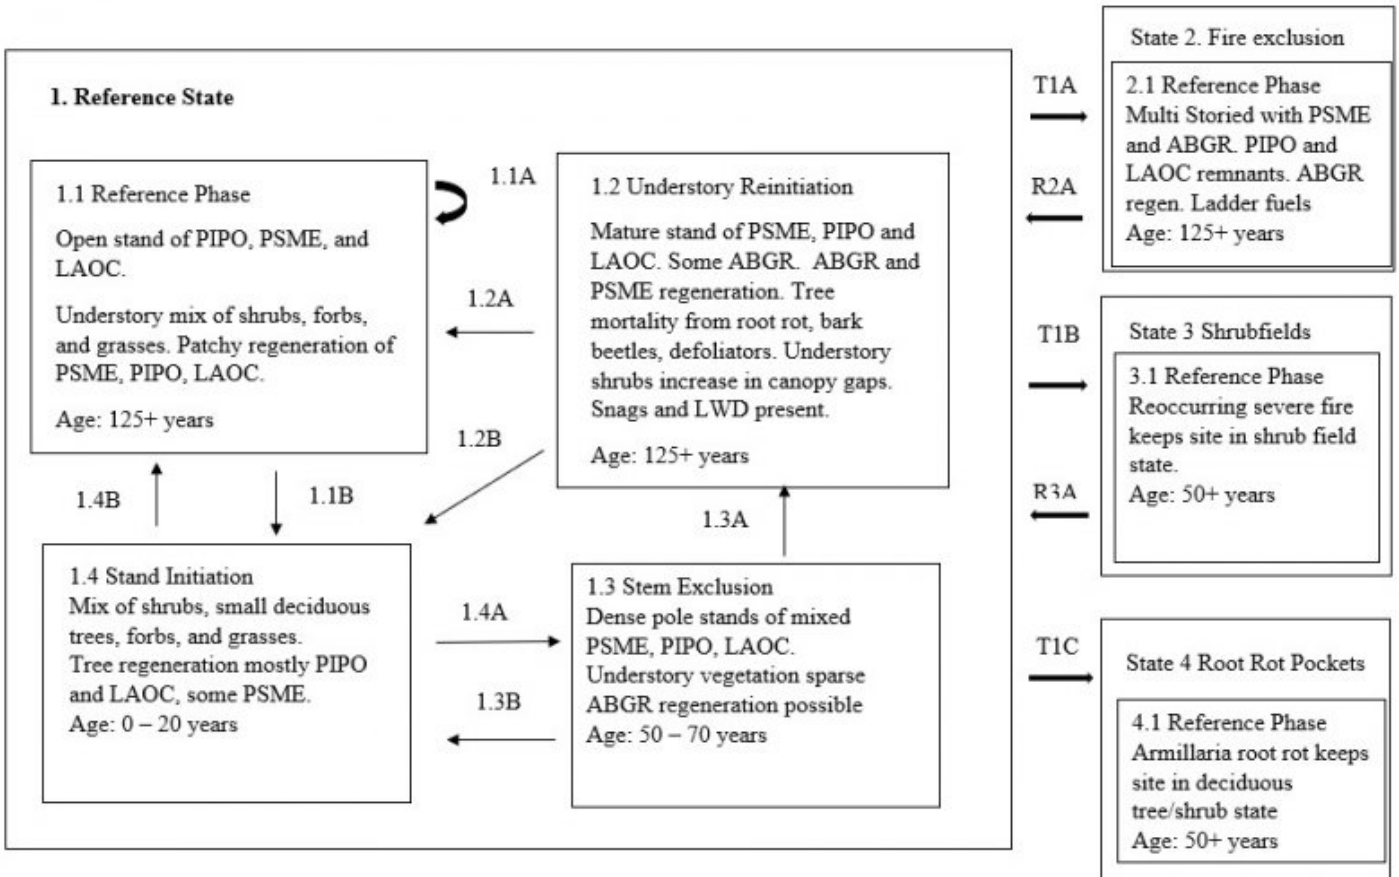 1. Reference State
1.1 Reference Phase
Open stand of PIPO, PSME, and
LAOC.
Understory mix of shrubs, forbs,
and grasses. Patchy regeneration of
PSME, PIPO, LAOC.
Age: 125+ years
1.1A
1.2A
1.2B
1.2 Understory Reinitiation
Mature stand of PSME, PIPO and
LAOC. Some ABGR.  ABGR and
PSME regeneration. Tree
mortality from root rot, bark
beetles, defoliators. Understory
shrubs increase in canopy gaps.
Snags and LWD present.
Age: 125+ years
1.4B
1.1B
1.3A
1.4 Stand Initiation
Mix of shrubs, small deciduous
trees, forbs, and grasses.
Tree regeneration mostly PIPO
and LAOC, some PSME.
Age: 0 – 20 years
1.4A
1.3B
1.3 Stem Exclusion
Dense pole stands of mixed
PSME, PIPO, LAOC.
Understory vegetation sparse
ABGR regeneration possible
Age: 50 – 70 years
T1A
R2A
State 2. Fire exclusion
2.1 Reference Phase
Multi Storied with PSME
and ABGR. PIPO and
LAOC remnants. ABGR
regen. Ladder fuels
Age: 125+ years
T1B
R3A
State 3 Shrubfields
3.1 Reference Phase
Reoccurring severe fire
keeps site in shrub field
state.
Age: 50+ years
T1C
State 4 Root Rot Pockets
4.1 Reference Phase
Armillaria root rot keeps
site in deciduous
tree/shrub state
Age: 50+ years